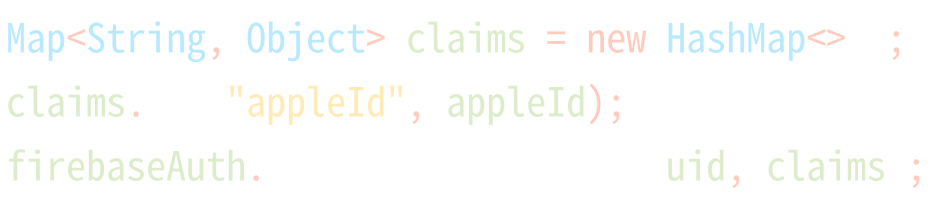 Map<String, Object> claims = new HashMap<> ;
claims. "appleId", appleId);
firebaseAuth. uid, claims ;